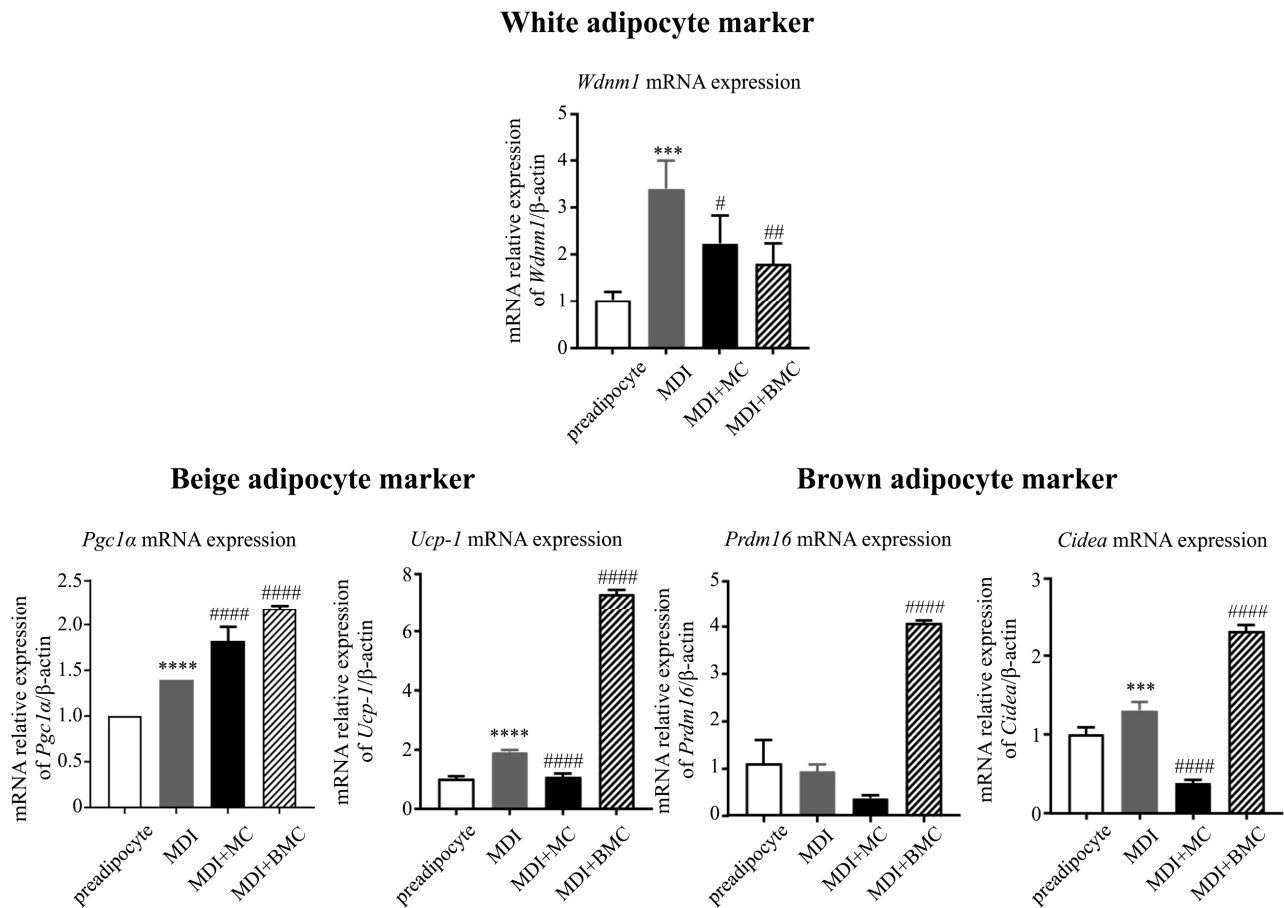 White adipocyte marker
Wdnm1 mRNA expression
mRNA relative expression
of Wdnm1/β-actin
5
4
3
2
1
0
***
#
##
preadipocyte
MDI
MDI+MC
MDI+BMC
Beige adipocyte marker
Pgc1α mRNA expression
mRNA relative expression
of Pgc1α/β-actin
2.5
2.0
1.5
1.0
0.5
0
****
####
####
preadipocyte
MDI
MDI+MC
MDI+BMC
Ucp-1 mRNA expression
mRNA relative expression
of Ucp-1/β-actin
8
6
4
2
0
****
####
####
preadipocyte
MDI
MDI+MC
MDI+BMC
Brown adipocyte marker
Prdm16 mRNA expression
mRNA relative expression
of Prdm16/β-actin
5
4
3
2
1
0
####
preadipocyte
MDI
MDI+MC
MDI+BMC
Cidea mRNA expression
mRNA relative expression
of Cidea/β-actin
3
2
1
0
***
####
####
preadipocyte
MDI
MDI+MC
MDI+BMC